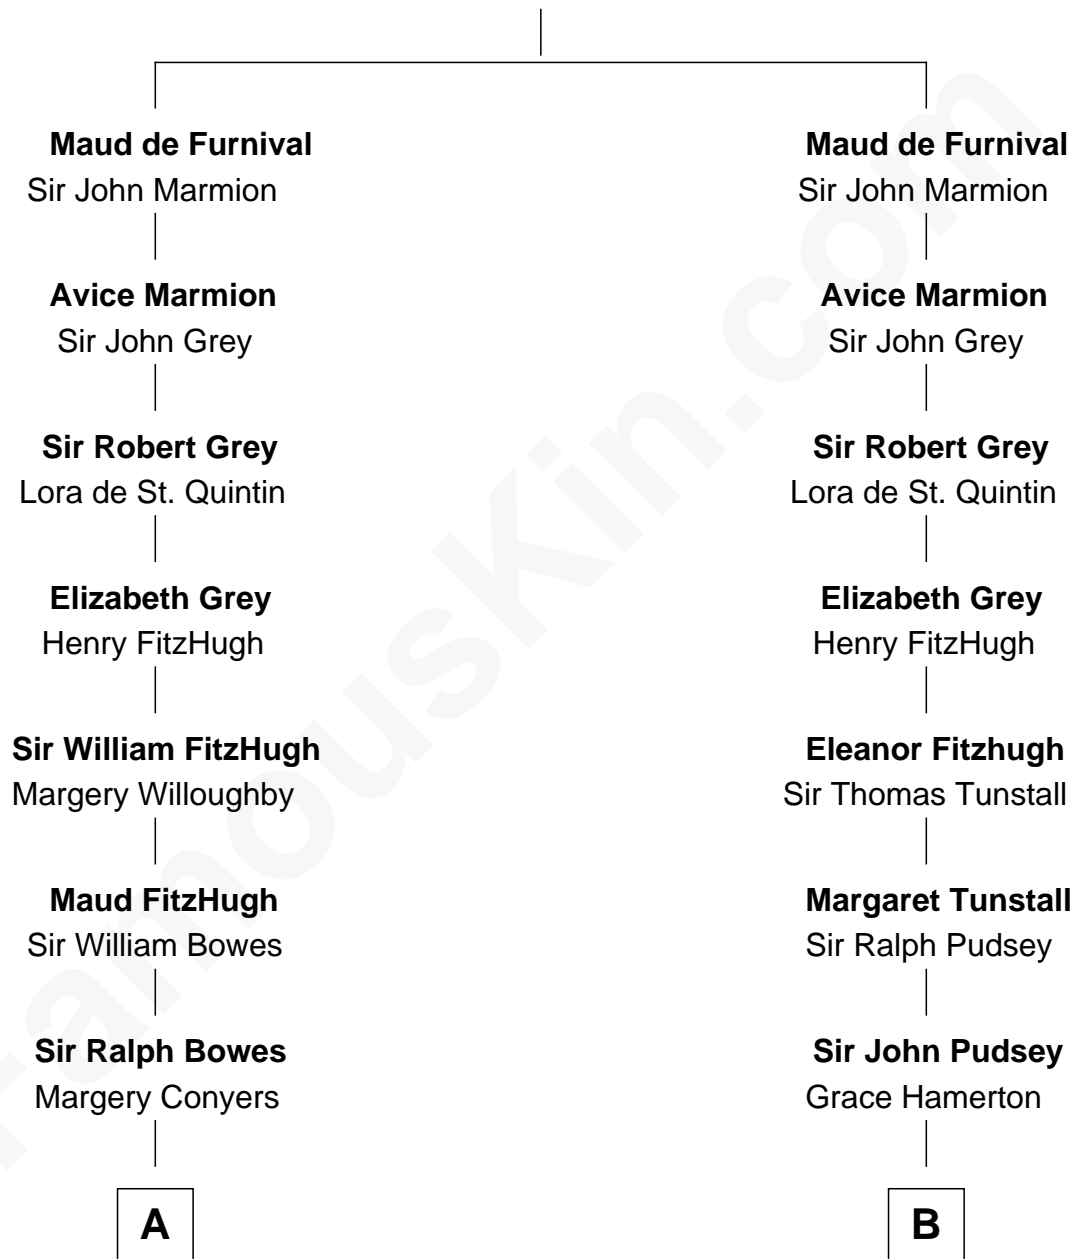 Maud de Furnival
Sir John Marmion
Avice Marmion
Sir John Grey
Sir Robert Grey
Lora de St. Quintin
Elizabeth Grey
Henry FitzHugh
Sir William FitzHugh
Margery Willoughby
Maud FitzHugh
Sir William Bowes
Sir Ralph Bowes
Margery Conyers
A
Maud de Furnival
Sir John Marmion
Avice Marmion
Sir John Grey
Sir Robert Grey
Lora de St. Quintin
Elizabeth Grey
Henry FitzHugh
Eleanor Fitzhugh
Sir Thomas Tunstall
Margaret Tunstall
Sir Ralph Pudsey
Sir John Pudsey
Grace Hamerton
B
FamousKin.com